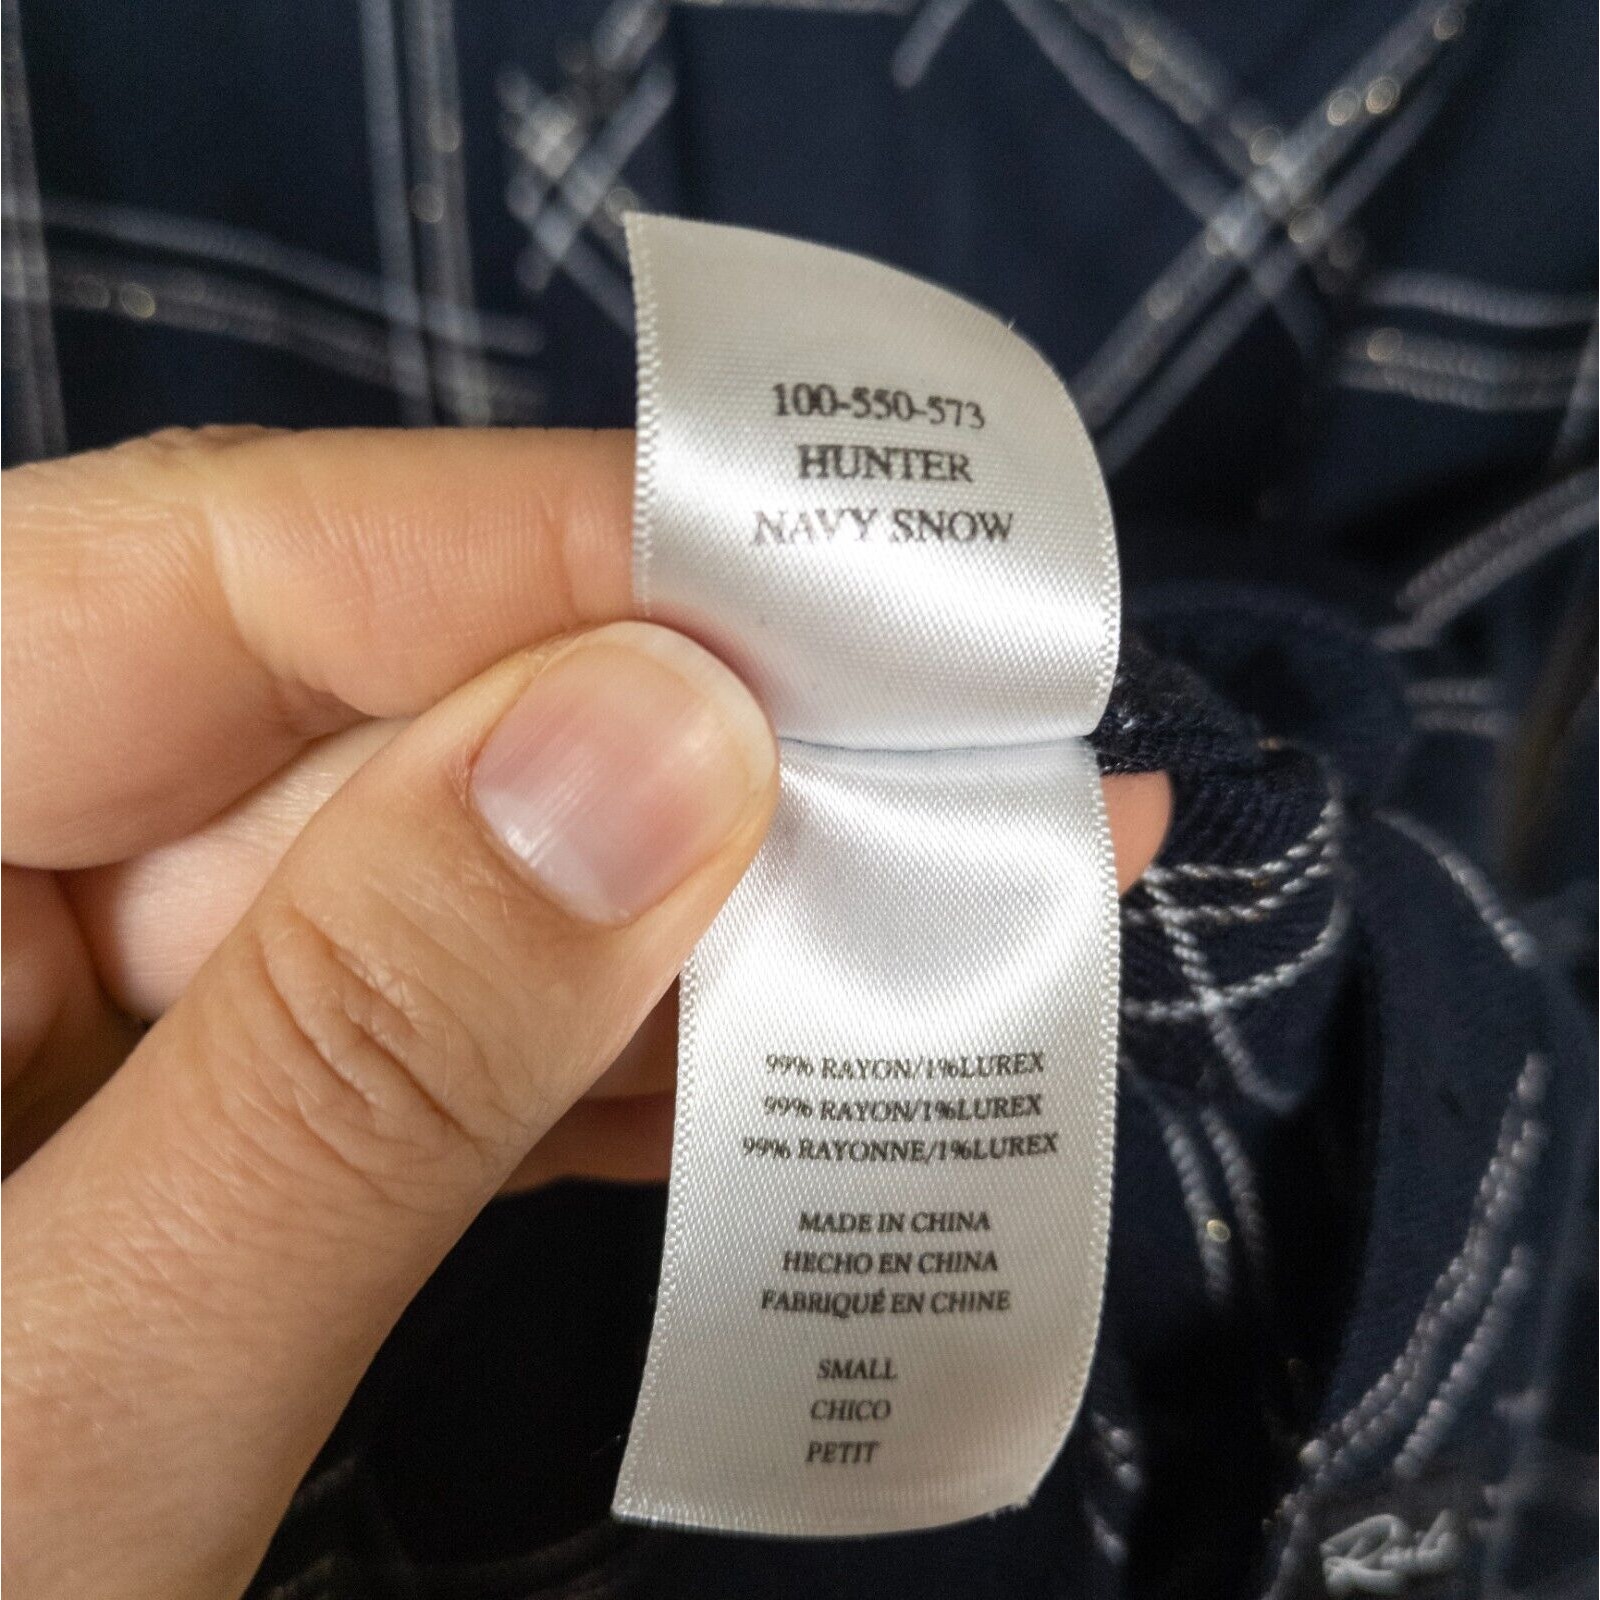 100-550-573
HUNTER
NAVY SNOW
99% RAYON/1%LUREX
99% RAYON/1%LUREX
99% RAYONNE/1%LUREX
MADE IN CHINA
HECHO EN CHINA
FABRIQUÉ EN CHINE
SMALL
CHICO
PETIT
Rails